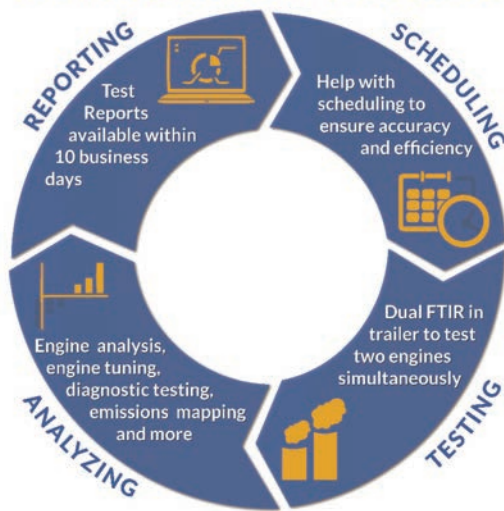 REPORTING
Test
Reports
available within
10 business
days
SCHEDULING
Help with
scheduling to
ensure accuracy
and efficiency
Dual FTIR in
trailer to test
two engines
simultaneously
TESTING
Engine analysis,
engine tuning,
diagnostic testing,
emissions mapping
and more
ANALYZING